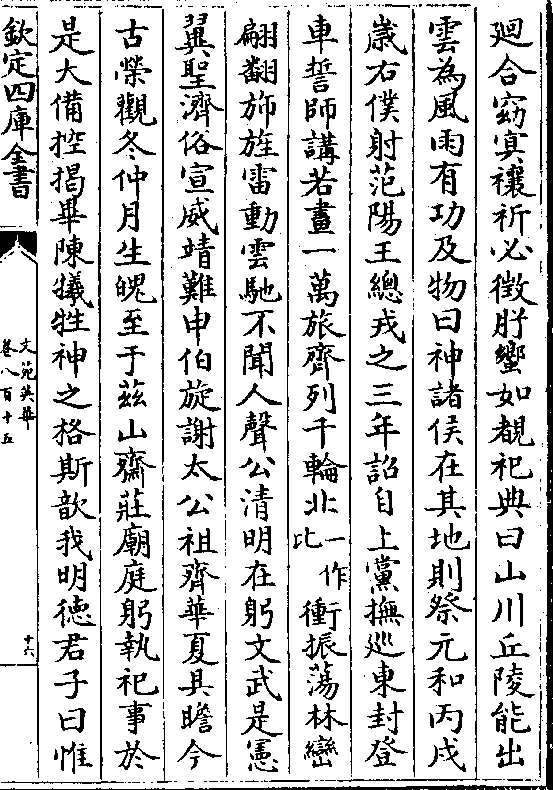 廻合窈㝠禳祈必徴肸蠁如覩祀典曰山川丘陵能出
雲為風雨有功及物曰神諸侯在其地則祭元和丙戍
嵗右僕射范陽王總戎之三年詔自上黨撫巡東封登
車誓師講若畫一萬旅齊列千輪北一作比衝振蕩林巒
翩翻斾旌雷動雲馳不聞人聲公清明在躬文武是憲
翼聖濟俗宣威靖難申伯旋謝太公祖齊華夏具瞻今
古榮觀冬仲月生魄至于兹山齋莊廟庭躬執祀事於
是大備控揭畢陳犧牲神之格斯歆我明徳君子曰惟
欽定四庫全書
文苑英華
卷八百十五
十六